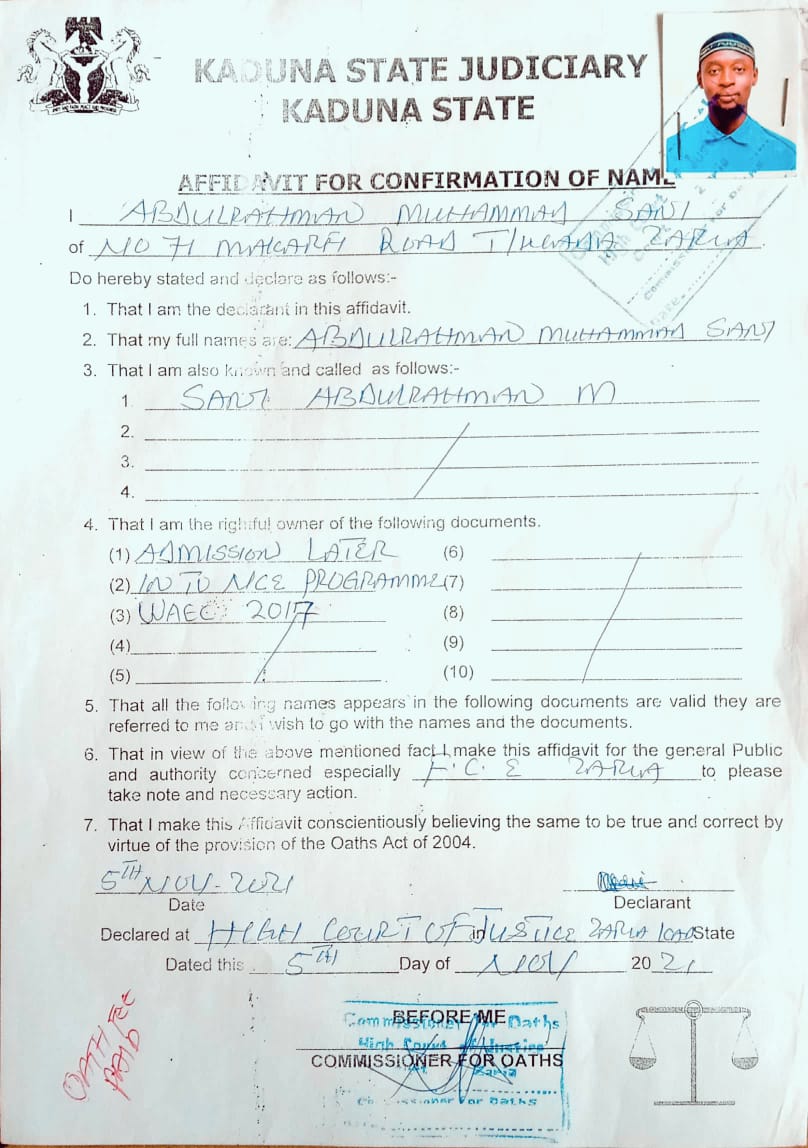 KADUNA STATE JUDICIARY
KADUNA STATE
AFFIDAVIT FOR CONFIRMATION OF NAME
I ABDULRAHMAN MUHAMMAD SANI
of NO 71 MAKARFI ROAD T/WADA ZARIA
Do hereby stated and declare as follows:-
1. That I am the declarant in this affidavit.
2. That my full names are: ABDULRAHMAN MUHAMMAD SANI
3. That I am also known and called as follows:-
1. SANI ABDULRAHMAN M
2.
3.
4.
4. That I am the rightful owner of the following documents.
(1) ADMISSION LATER (6)
(2) IN TO NCE PROGRAMME (7)
(3) WAEC 2017 (8)
(4) (9)
(5) (10)
5. That all the following names appears in the following documents are valid they are
referred to me and I wish to go with the names and the documents.
6. That in view of the above mentioned fact I make this affidavit for the general Public
and authority concerned especially F.C.E ZARIA to please
take note and necessary action.
7. That I make this Affidavit conscientiously believing the same to be true and correct by
virtue of the provision of the Oaths Act of 2004.
5TH NOV. 2021
Date Declarant
Declared at HIGH COURT OF JUSTICE ZARIA KAD State
Dated this 5TH Day of NOV 2021
OATH FEE
PAID
BEFORE ME
Commissioner for Oaths
High Court of Justice
COMMISSIONER FOR OATHS
Zaria
Commissioner For Oaths